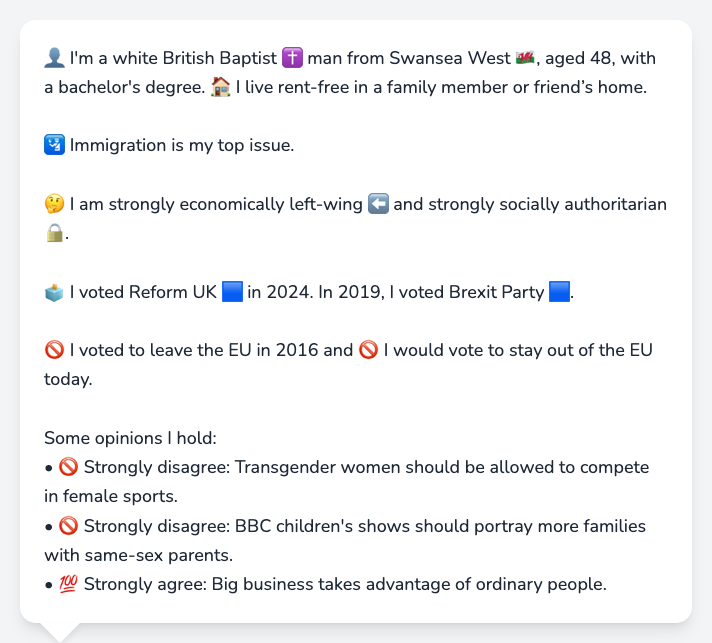 👤 I'm a white British Baptist ✝️ man from Swansea West 🏴󠁧󠁢󠁷󠁬󠁳󠁿, aged 48, with
a bachelor's degree. 🏠 I live rent-free in a family member or friend’s home.
🛂 Immigration is my top issue.
🤔 I am strongly economically left-wing ⬅️ and strongly socially authoritarian
🔒.
🗳️ I voted Reform UK 🟦 in 2024. In 2019, I voted Brexit Party 🟦.
🚫 I voted to leave the EU in 2016 and 🚫 I would vote to stay out of the EU
today.
Some opinions I hold:
• 🚫 Strongly disagree: Transgender women should be allowed to compete
in female sports.
• 🚫 Strongly disagree: BBC children's shows should portray more families
with same-sex parents.
• 💯 Strongly agree: Big business takes advantage of ordinary people.